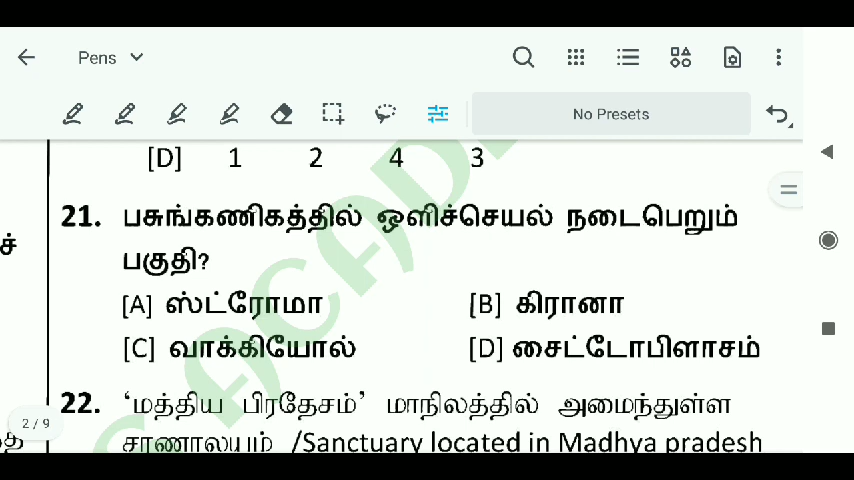 Pens
No Presets
[D] 1 2 4 3
21. பசுங்கணிகத்தில் ஒளிச்செயல் நடைபெறும்
பகுதி?
[A] ஸ்ட்ரோமா [B] கிரானா
[C] வாக்கியோல் [D] சைட்டோபிளாசம்
22. ‘மத்திய பிரதேசம்’ மாநிலத்தில் அமைந்துள்ள
சாணாலயம் /Sanctuary located in Madhya pradesh
2 / 9
ச்